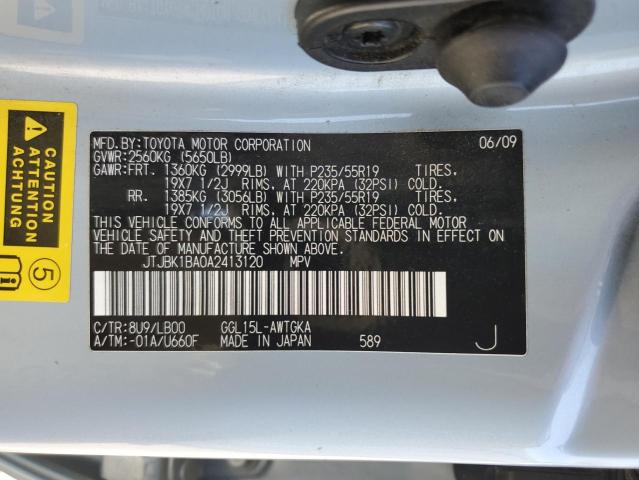 MFD.BY:TOYOTA MOTOR CORPORATION 06/09
GVWR:2560KG (5650LB)
GAWR:FRT. 1360KG (2999LB) WITH P235/55R19 TIRES.
19X7 1/2J RIMS. AT 220KPA (32PSI) COLD.
RR. 1385KG (3056LB) WITH P235/55R19 TIRES.
19X7 1/2J RIMS. AT 220KPA (32PSI) COLD.
THIS VEHICLE CONFORMS TO ALL APPLICABLE FEDERAL MOTOR
VEHICLE SAFETY AND THEFT PREVENTION STANDARDS IN EFFECT
ON THE DATE OF MANUFACTURE SHOWN ABOVE.
JTJBK1BA0A2413120 MPV
C/TR:8U9/LB00 GGL15L-AWTGKA
A/TM:-01A/U660F MADE IN JAPAN 589 J
5